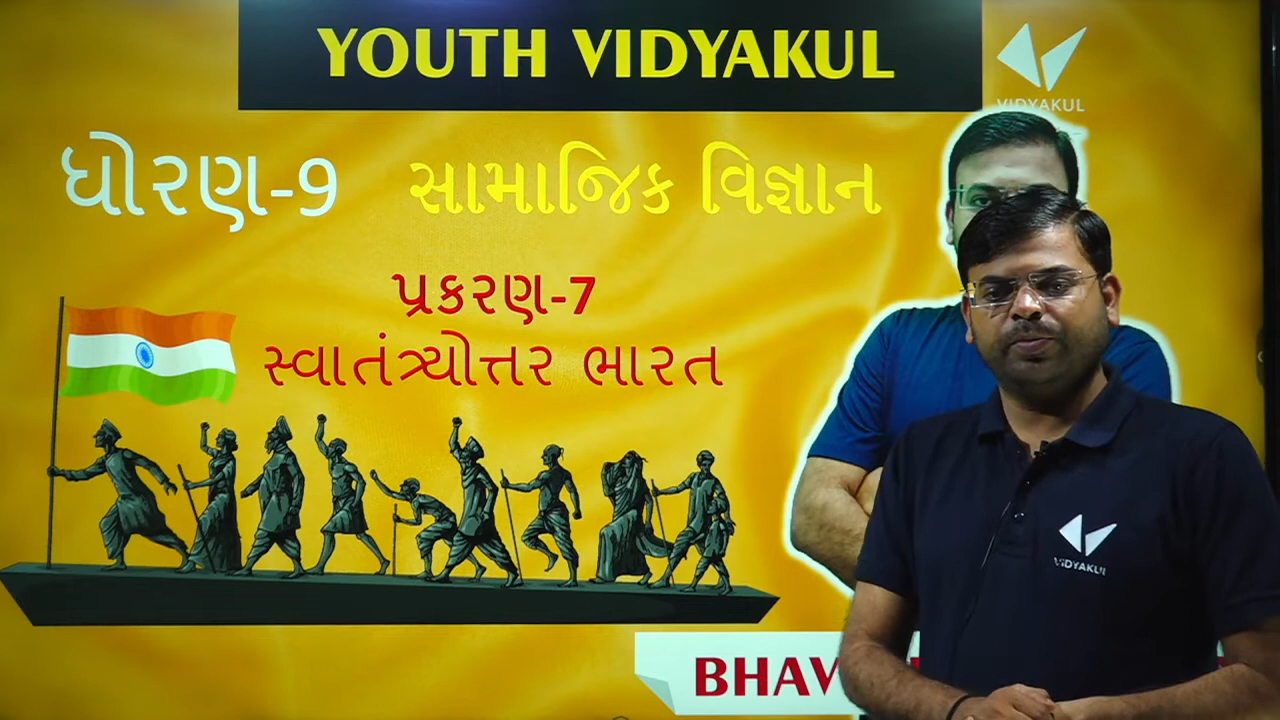 YOUTH VIDYAKUL
VIDYAKUL
ધોરણ-9 સામાજિક વિજ્ઞાન
પ્રકરણ-7
સ્વાતંત્ર્યોત્તર ભારત
VIDYAKUL